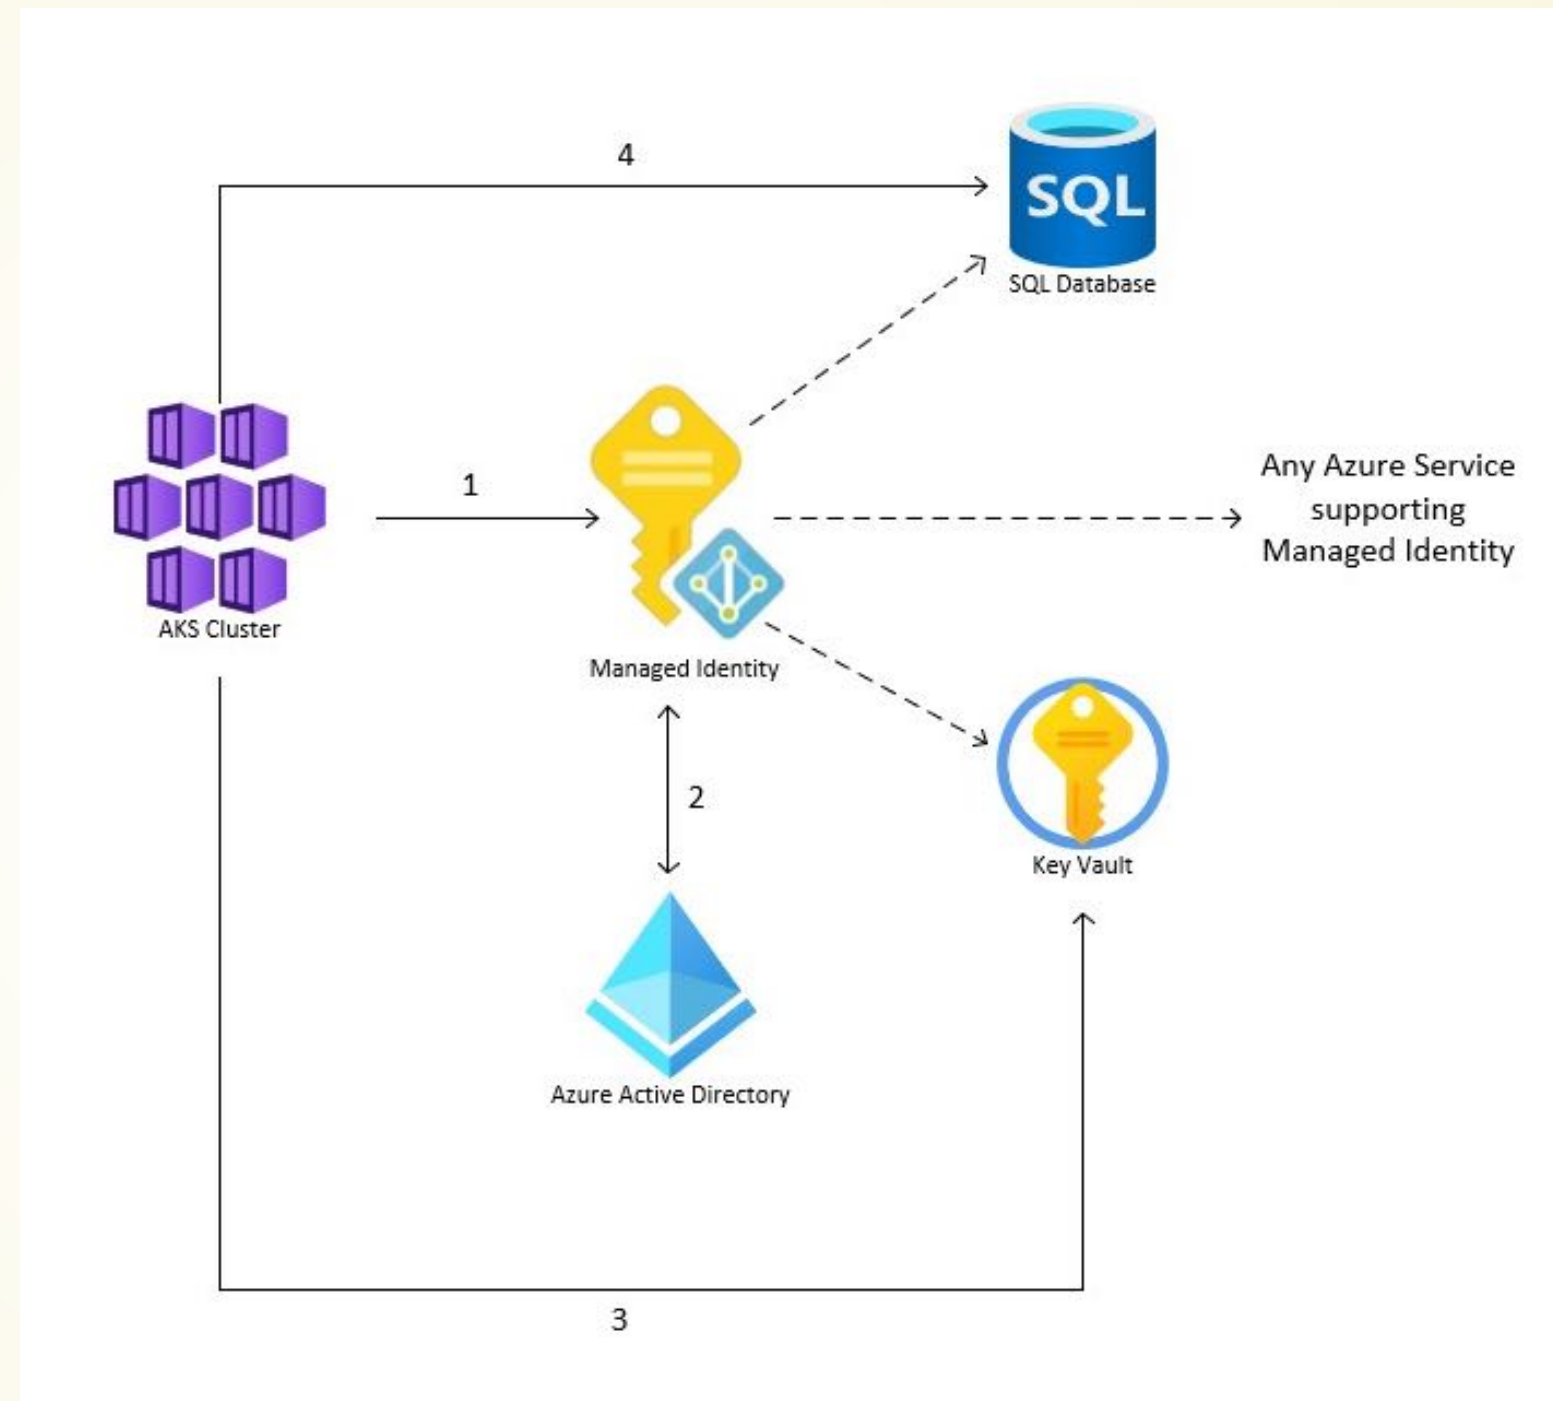 4
SQL
SQL Database
1
Any Azure Service
supporting
Managed Identity
AKS Cluster
Managed Identity
2
Key Vault
Azure Active Directory
3